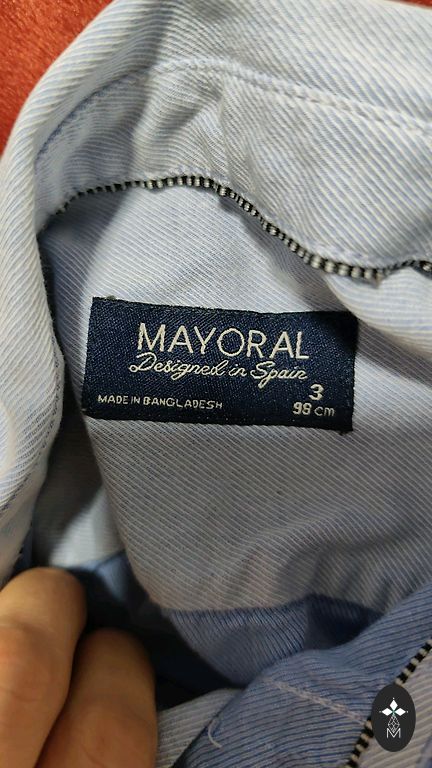 MAYORAL
Designed in Spain
3
MADE IN BANGLADESH
98 cm
M